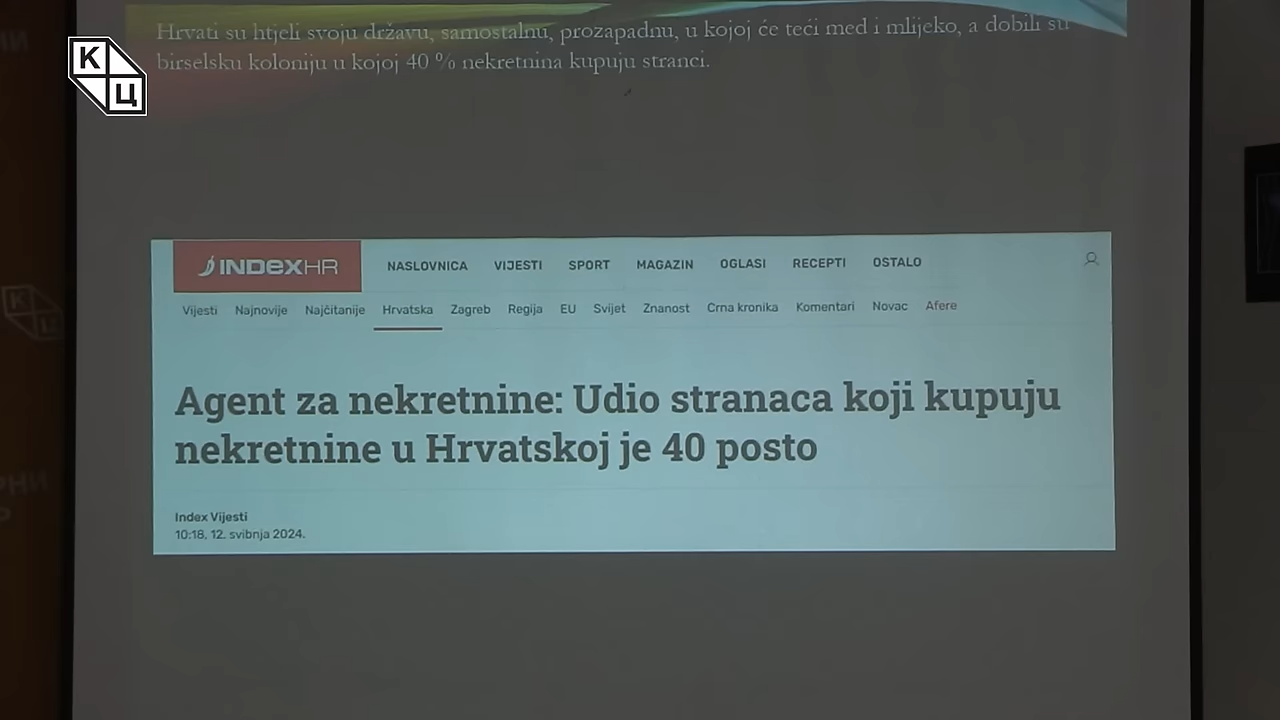 Hrvati su htjeli svoju državu, samostalnu, prozapadnu, u kojoj će teći med i mlijeko, a dobili su
birselsku koloniju u kojoj 40 % nekretnina kupuju stranci.
К
Ц
INDEXHR
NASLOVNICA VIJESTI SPORT MAGAZIN OGLASI RECEPTI OSTALO
Vijesti Najnovije Najčitanije Hrvatska Zagreb Regija EU Svijet Znanost Crna kronika Komentari Novac Afere
Agent za nekretnine: Udio stranaca koji kupuju
nekretnine u Hrvatskoj je 40 posto
Index Vijesti
10:18, 12. svibnja 2024.